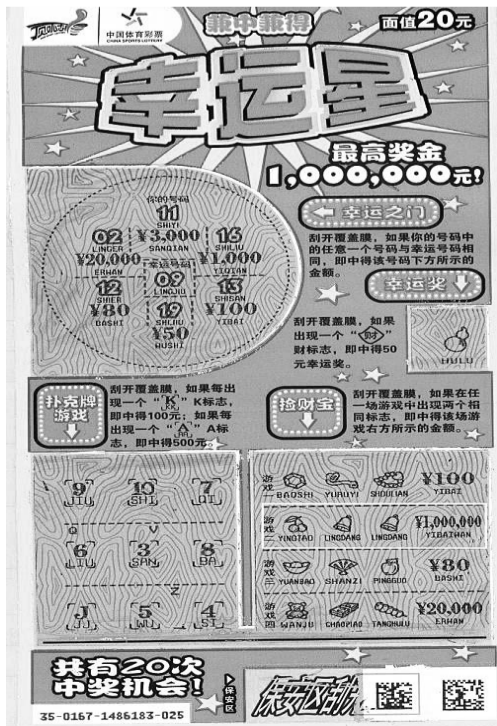 顶呱刮
中国体育彩票
CHINA SPORTS LOTTERY
兼中兼得
面值20元
幸运星
最高奖金
1,000,000元!
你的号码
11
SHIYI
02 ¥3,000 16
LINGER SANQIAN SHILIU
¥20,000 ¥1,000
ERWAN 幸运号码 YIQIAN
12 09 13
SHIER LINGJIU SHISAN
¥80 19 ¥100
BASHI SHIJIU YIBAI
¥50
WUSHI
幸运之门
刮开覆盖膜,如果你的号码中
的任意一个号码与幸运号码相
同,即中得该号码下方所示的
金额。
幸运奖
刮开覆盖膜,如果
出现一个“财”
财标志,即中得50
元幸运奖。
HULU
扑克牌
游戏
刮开覆盖膜,如果每出
现一个“K”K标志,
即中得100元;如果每
出现一个“A”A标
志,即中得500元。
捡财宝
刮开覆盖膜,如果在任
一场游戏中出现两个相
同标志,即中得该场游
戏右方所示的金额。
9 10 7
JIU SHI QI
Q V
6 3 8
LIU SAN BA
Z
J 5 4
JJ WU SI
游戏一 BAOSHI YURUYI SHOULIAN ¥100 YIBAI
游戏二 YINGTAO LINGDANG LINGDANG ¥1,000,000 YIBAIWAN
游戏三 YUANBAO SHANZI PINGGUO ¥80 BASHI
游戏四 WANJU CHAOPIAO TANGHULU ¥20,000 ERWAN
共有20次
中奖机会!
保安区
保安区刮
35-0167-1486183-025